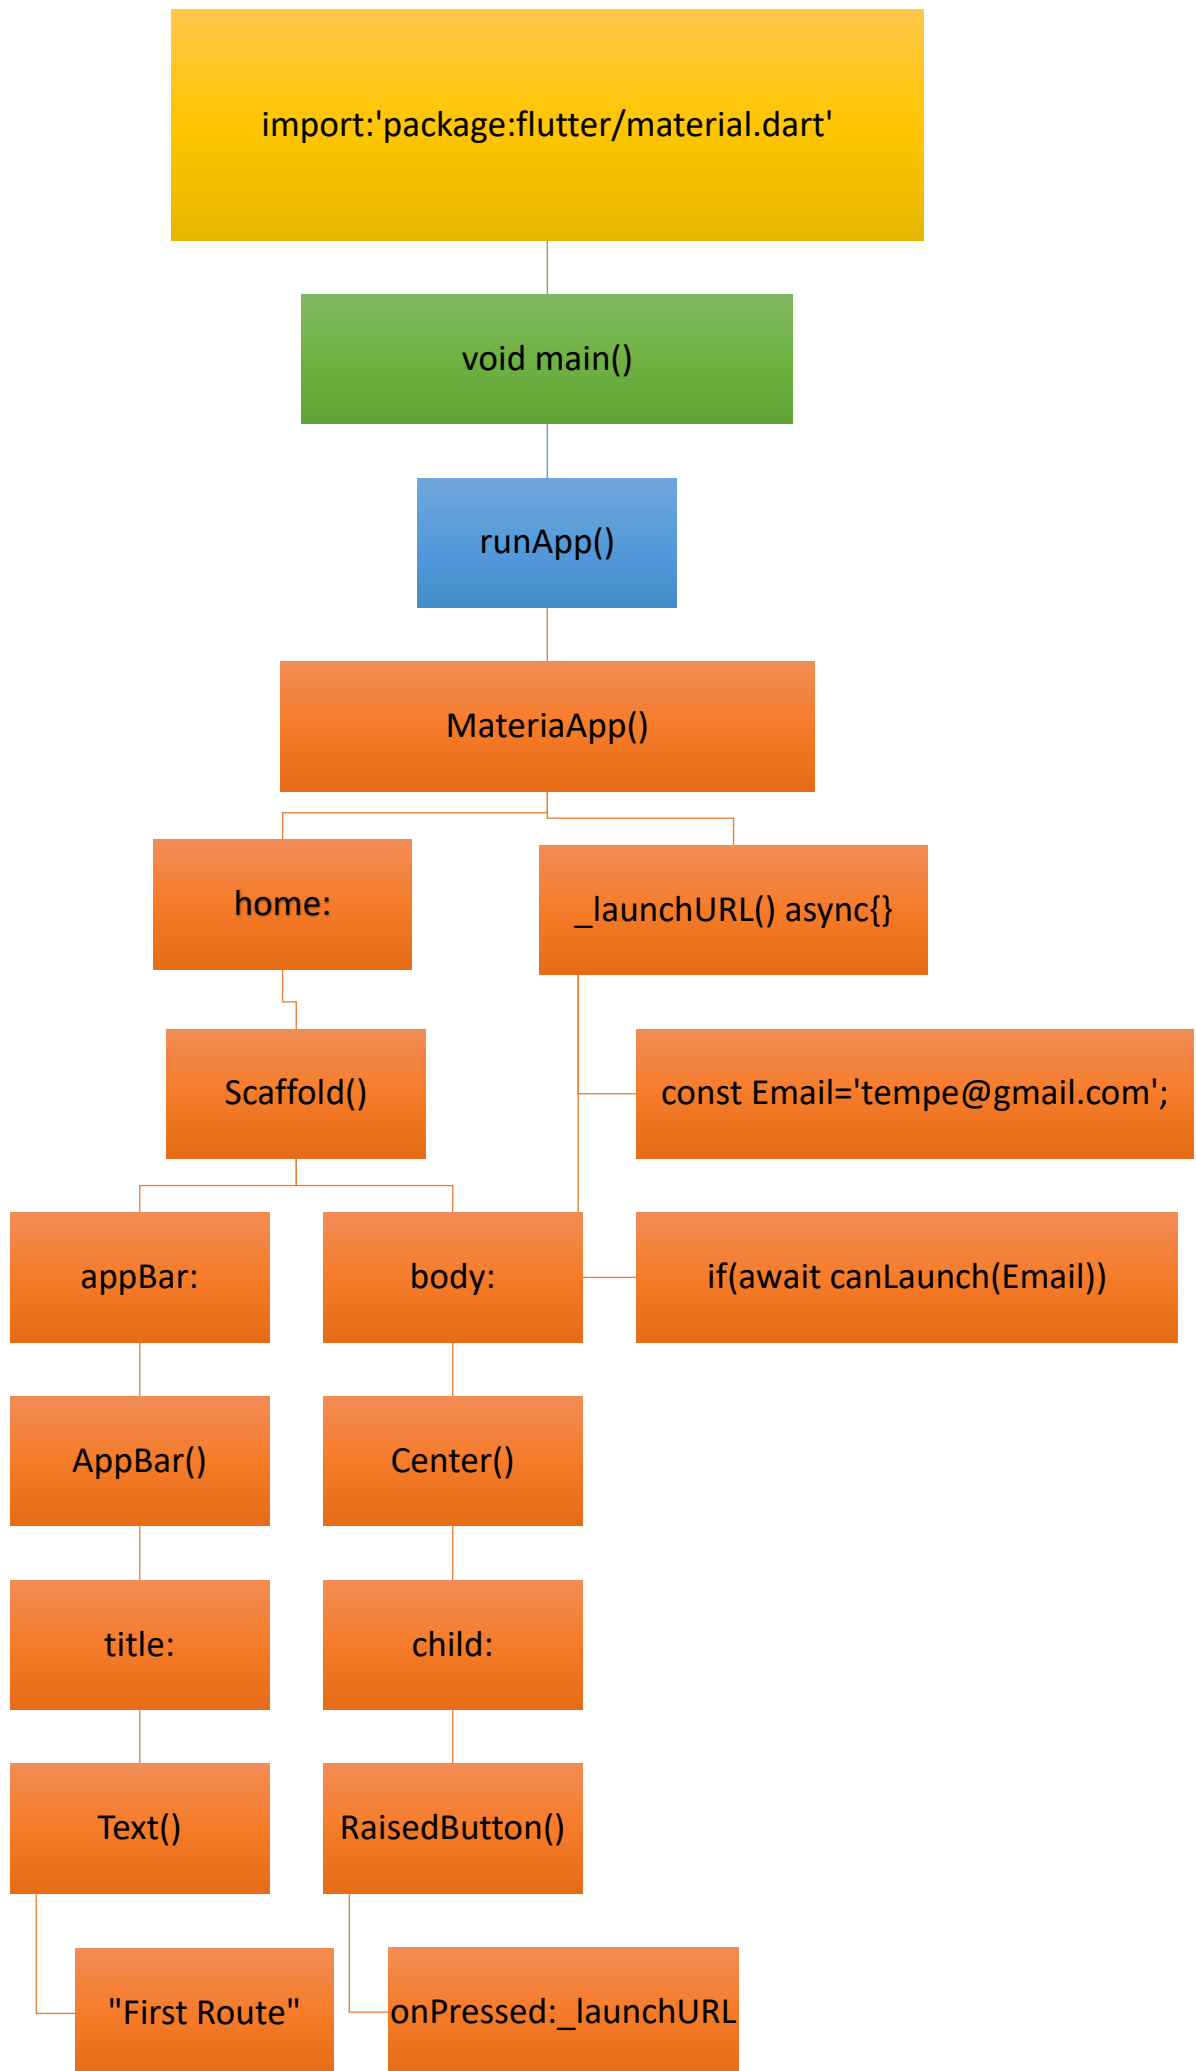 import:'package:flutter/material.dart'
void main()
runApp()
MateriaApp()
home:
_launchURL() async{}
Scaffold()
const Email='tempe@gmail.com';
appBar:
body:
if(await canLaunch(Email))
AppBar()
Center()
title:
child:
Text()
RaisedButton()
"First Route"
onPressed:_launchURL